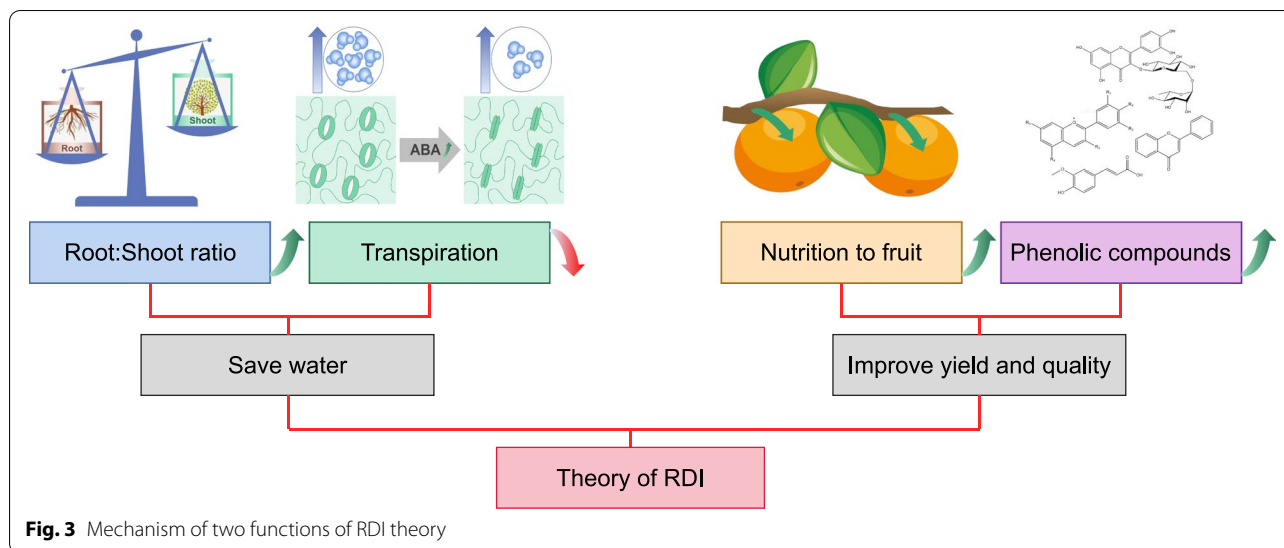 Root
Shoot
ABA
Root:Shoot ratio
Transpiration
Nutrition to fruit
Phenolic compounds
Save water
Improve yield and quality
Theory of RDI
Fig. 3 Mechanism of two functions of RDI theory